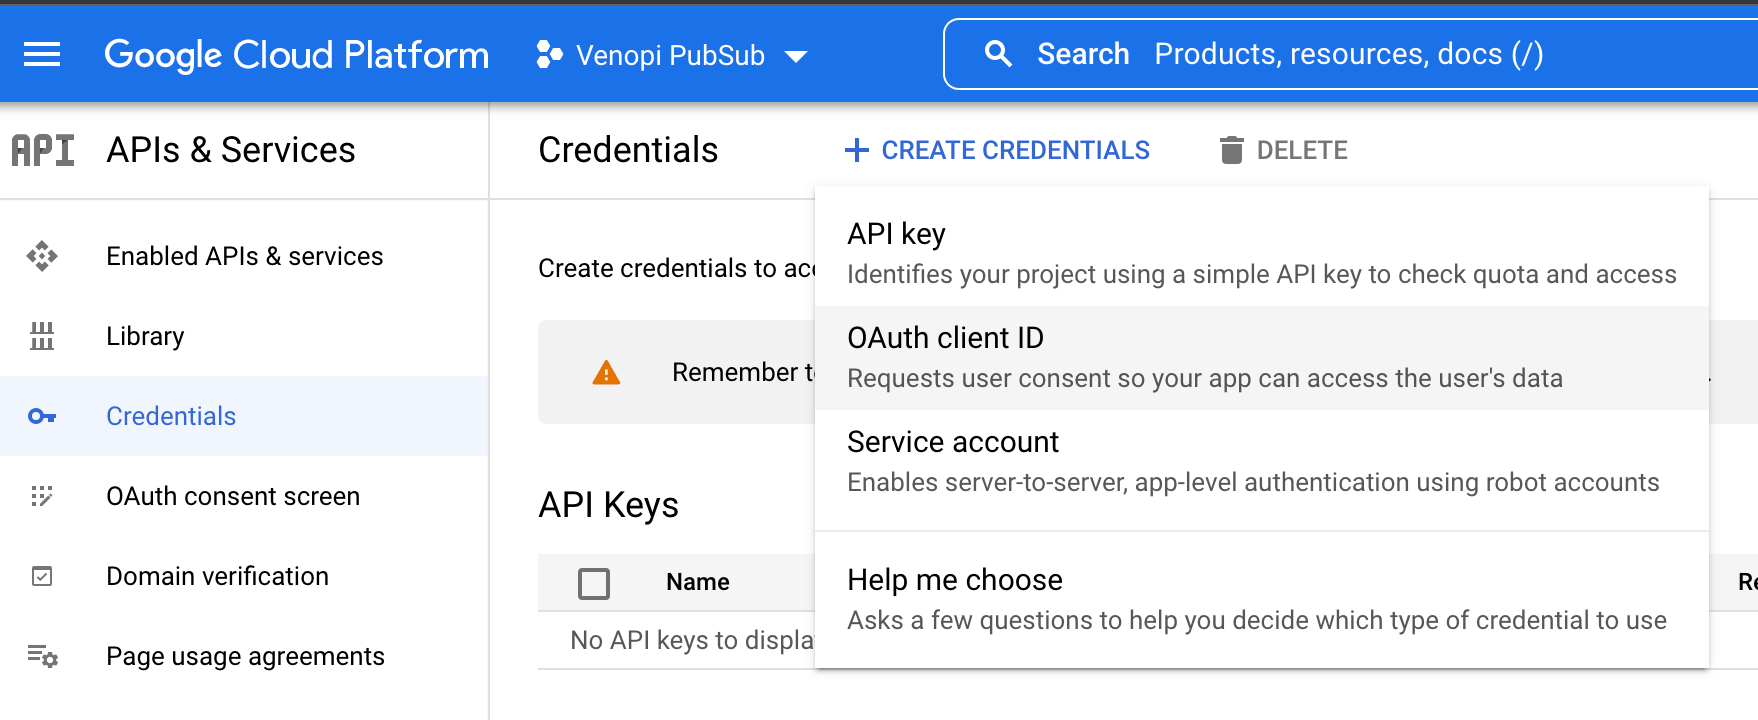 Google Cloud Platform
Venopi PubSub
Search Products, resources, docs (/)
API APIs & Services
Credentials
CREATE CREDENTIALS
DELETE
Enabled APIs & services
Library
Credentials
OAuth consent screen
Domain verification
Page usage agreements
Create credentials to
Remember
API Keys
Name
No API keys to
API key
Identifies your project using a simple API key to check quota and access
OAuth client ID
Requests user consent so your app can access the user's data
Service account
Enables server-to-server, app-level authentication using robot accounts
Help me choose
Asks a few questions to help you decide which type of credential to use